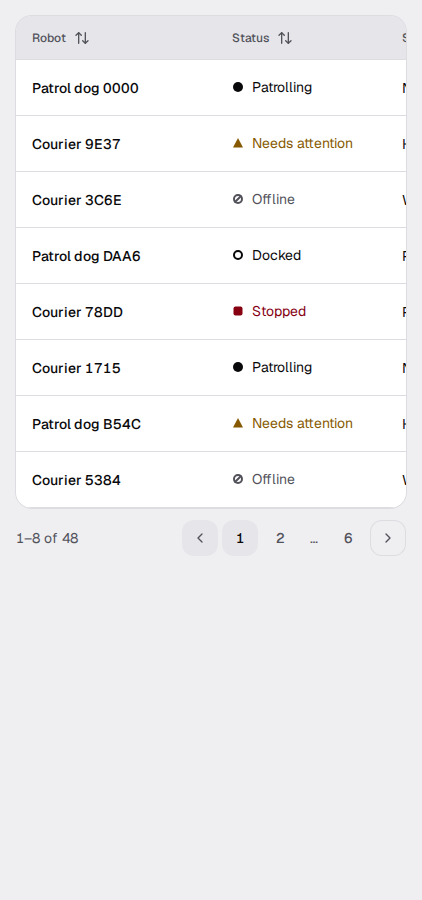 Robot Status
Patrol dog 0000 Patrolling
Courier 9E37 Needs attention
Courier 3C6E Offline
Patrol dog DAA6 Docked
Courier 78DD Stopped
Courier 1715 Patrolling
Patrol dog B54C Needs attention
Courier 5384 Offline
1–8 of 48 1 2 … 6